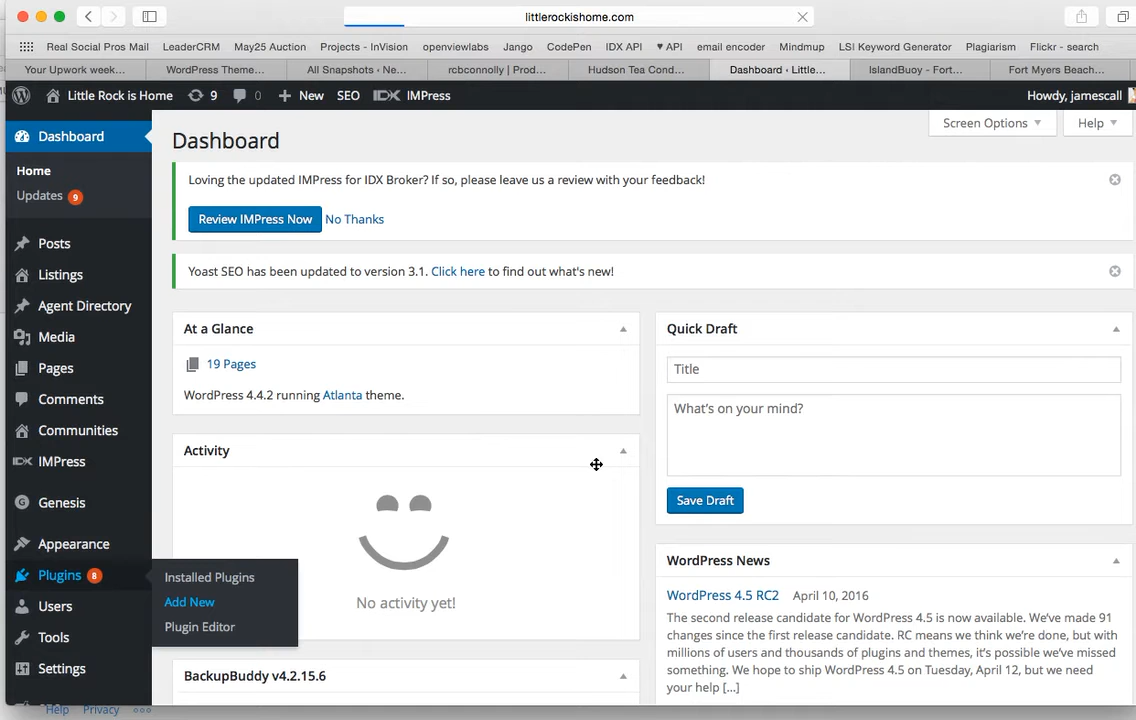 littlerockishome.com
Real Social Pros Mail LeaderCRM May25 Auction Projects - InVision openviewlabs Jango CodePen IDX API ♥ API email encoder Mindmup LSI Keyword Generator Plagiarism Flickr - search
Your Upwork week... WordPress Theme... All Snapshots ‹ Ne... rcbconnolly | Prod... Hudson Tea Cond... Dashboard ‹ Little... IslandBuoy - Fort... Fort Myers Beach...
Little Rock is Home 9 0 + New SEO IDX IMPress Howdy, jamescall
Dashboard
Home
Updates 9
Posts
Listings
Agent Directory
Media
Pages
Comments
Communities
IDX IMPress
Genesis
Appearance
Plugins 8
Users
Tools
Settings
Installed Plugins
Add New
Plugin Editor
Screen Options Help
Dashboard
Loving the updated IMPress for IDX Broker? If so, please leave us a review with your feedback!
Review IMPress Now No Thanks
Yoast SEO has been updated to version 3.1. Click here to find out what's new!
At a Glance
19 Pages
WordPress 4.4.2 running Atlanta theme.
Activity
No activity yet!
BackupBuddy v4.2.15.6
Quick Draft
Title
What's on your mind?
Save Draft
WordPress News
WordPress 4.5 RC2 April 10, 2016
The second release candidate for WordPress 4.5 is now available. We've made 91
changes since the first release candidate. RC means we think we're done, but with
millions of users and thousands of plugins and themes, it's possible we've missed
something. We hope to ship WordPress 4.5 on Tuesday, April 12, but we need
your help [...]
Help Privacy